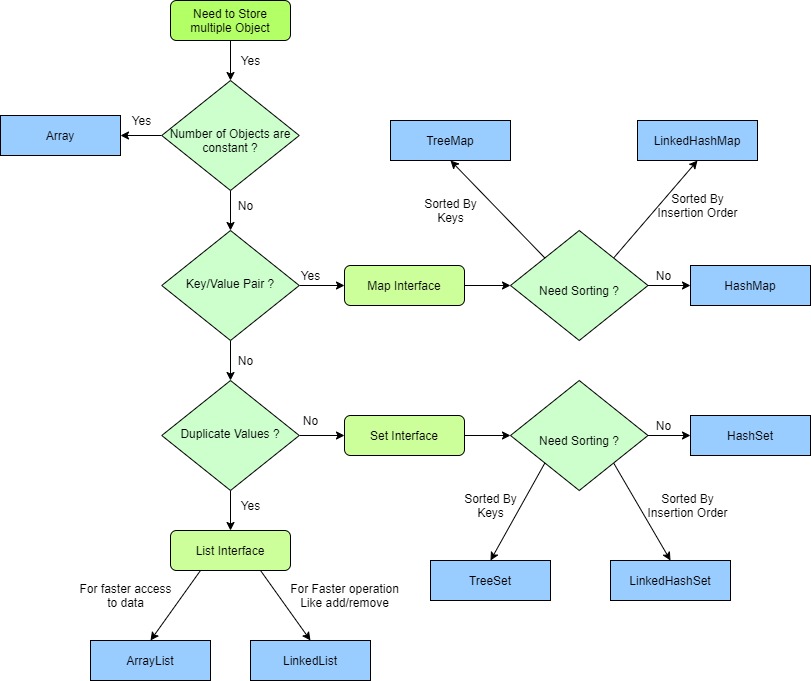 Need to Store
multiple Object
Yes
Yes
Array
Number of Objects are
constant ?
TreeMap
LinkedHashMap
No
Sorted By
Keys
Sorted By
Insertion Order
Key/Value Pair ?
Yes
Map Interface
Need Sorting ?
No
HashMap
No
Duplicate Values ?
No
Set Interface
Need Sorting ?
No
HashSet
Yes
Sorted By
Keys
Sorted By
Insertion Order
List Interface
TreeSet
LinkedHashSet
For faster access
to data
For Faster operation
Like add/remove
ArrayList
LinkedList